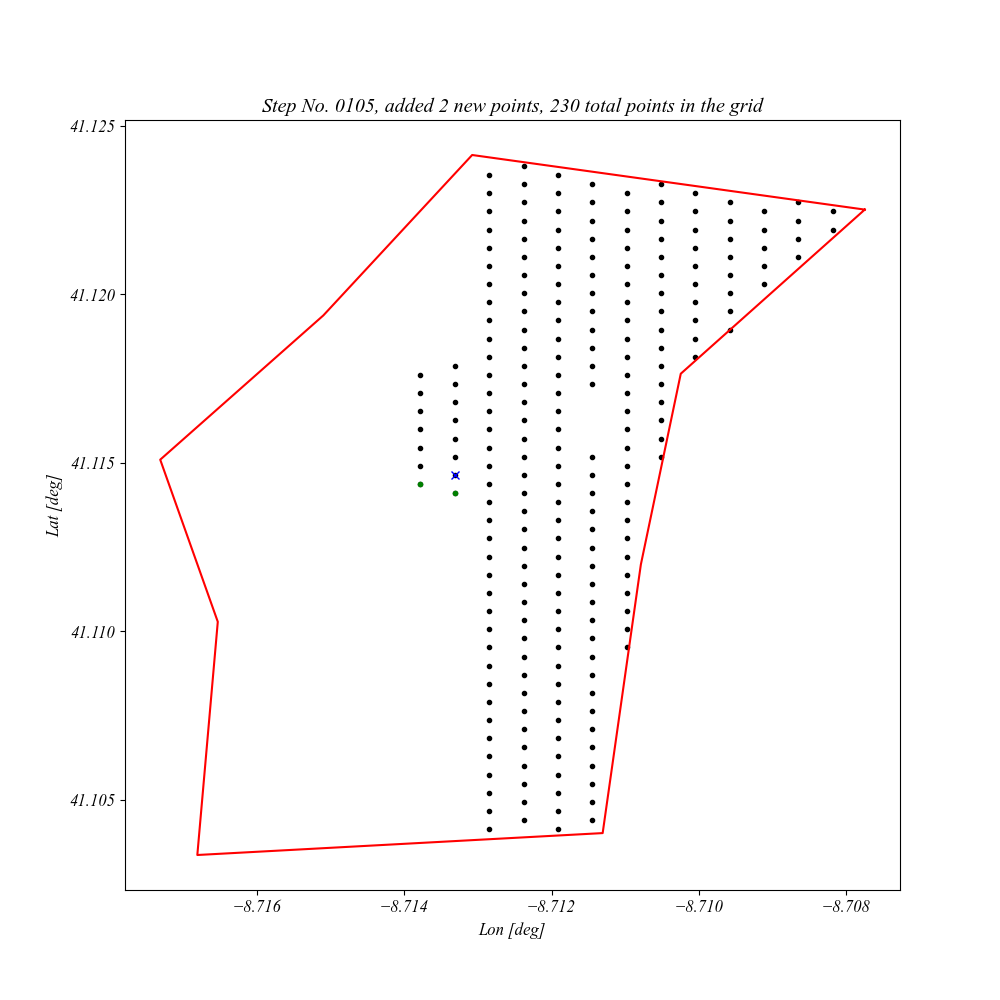 Step No. 0105, added 2 new points, 230 total points in the grid
41.125
41.120
41.115
41.110
41.105
Lat [deg]
−8.716 −8.714 −8.712 −8.710 −8.708
Lon [deg]